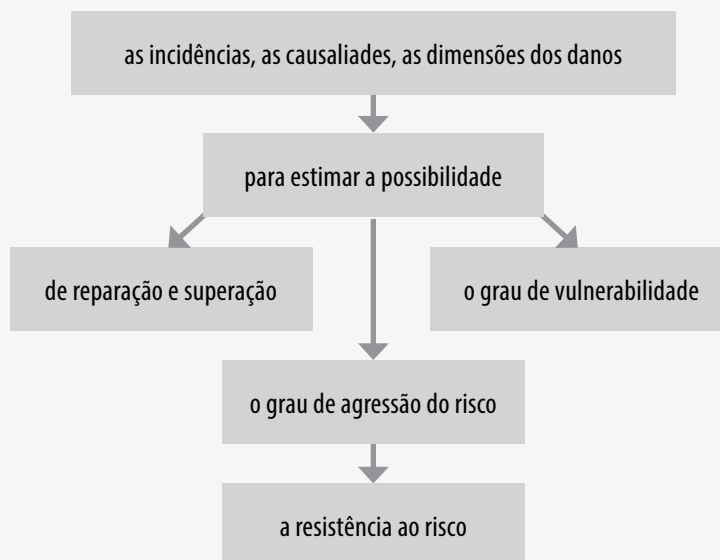 as incidências, as causaliades, as dimensões dos danos
para estimar a possibilidade
de reparação e superação
o grau de vulnerabilidade
o grau de agressão do risco
a resistência ao risco